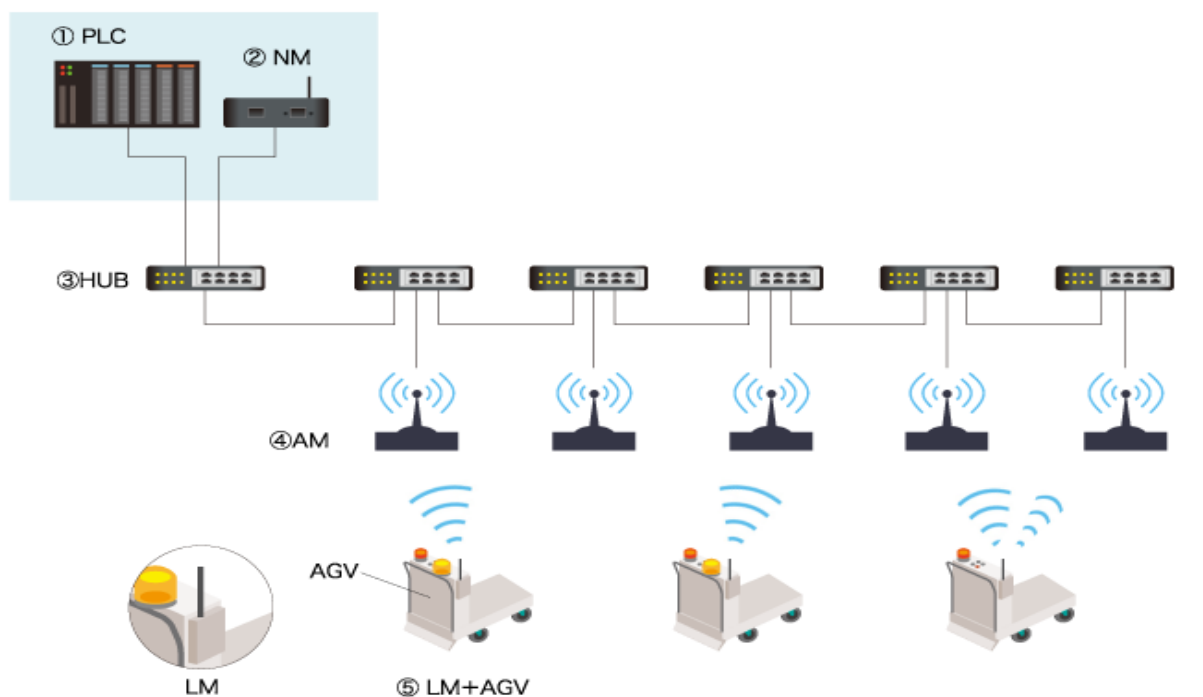 ① PLC
② NM
③HUB
④AM
AGV
LM
⑤ LM+AGV